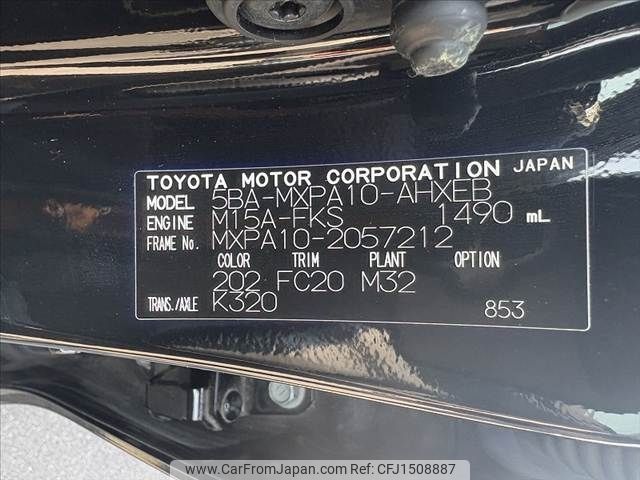 TOYOTA MOTOR CORPORATION JAPAN
MODEL 5BA-MXPA10-AHXEB
ENGINE M15A-FKS 1490 mL
FRAME No. MXPA10-2057212
COLOR TRIM PLANT OPTION
202 FC20 M32
TRANS./AXLE K320 853
www.CarFromJapan.com - Ref No: CFJ1508887